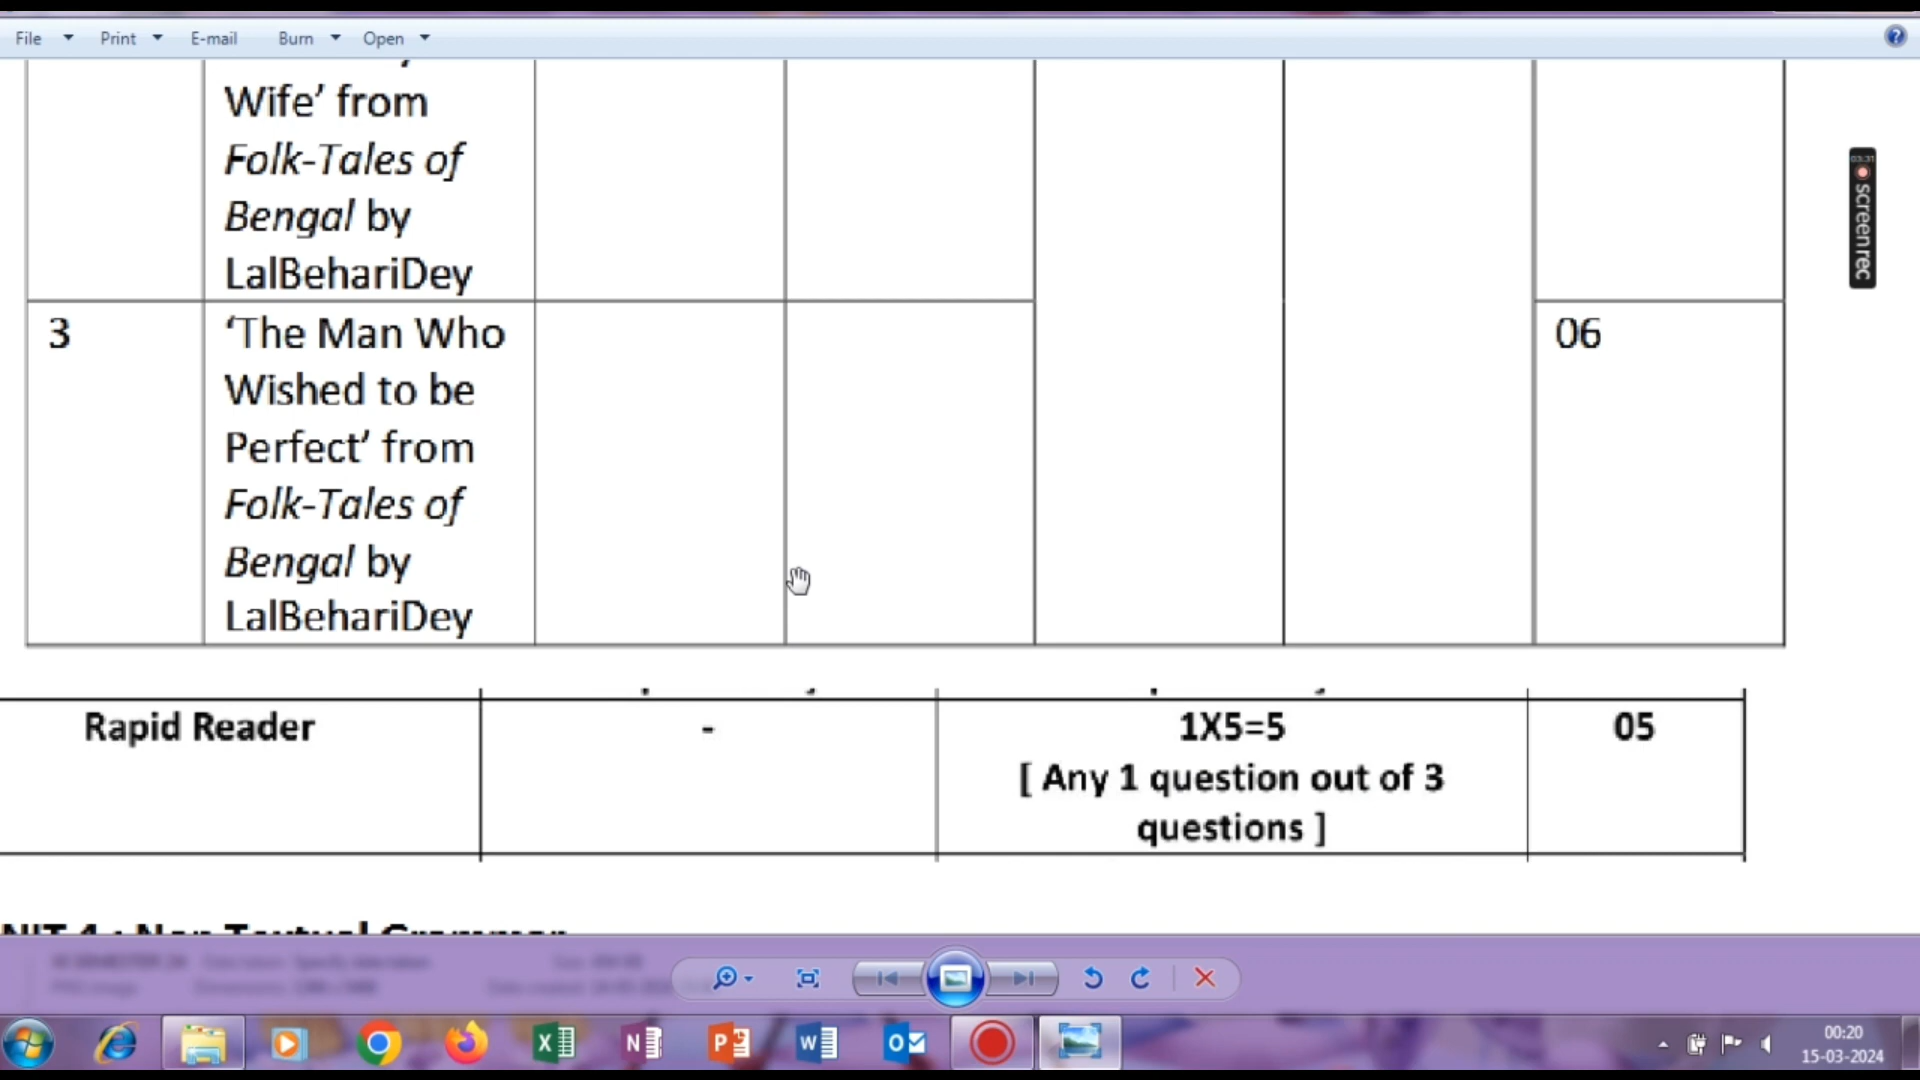 File Print E-mail Burn Open
Wife’ from
Folk-Tales of
Bengal by
LalBehariDey
3 ‘The Man Who 06
Wished to be
Perfect’ from
Folk-Tales of
Bengal by
LalBehariDey
Rapid Reader - 1X5=5 05
[ Any 1 question out of 3
questions ]
03:31
screenrec
00:20
15-03-2024